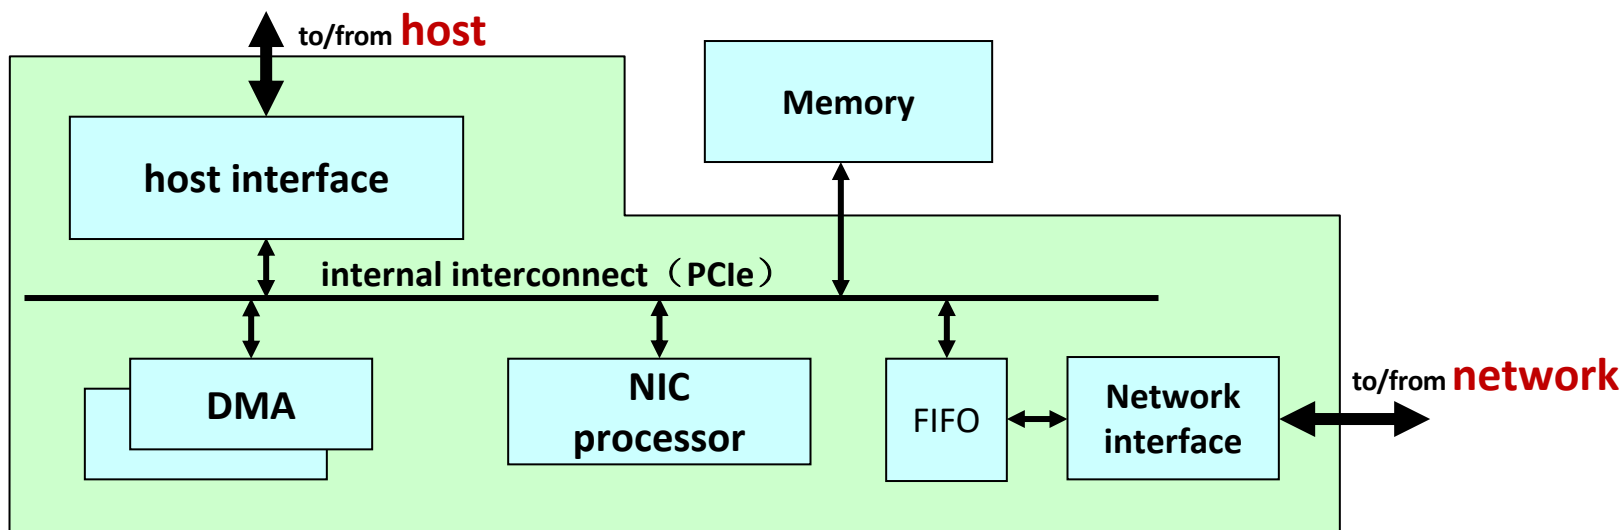 to/from host
Memory
host interface
internal interconnect（PCIe）
DMA
NIC
processor
FIFO
Network
interface
to/from network